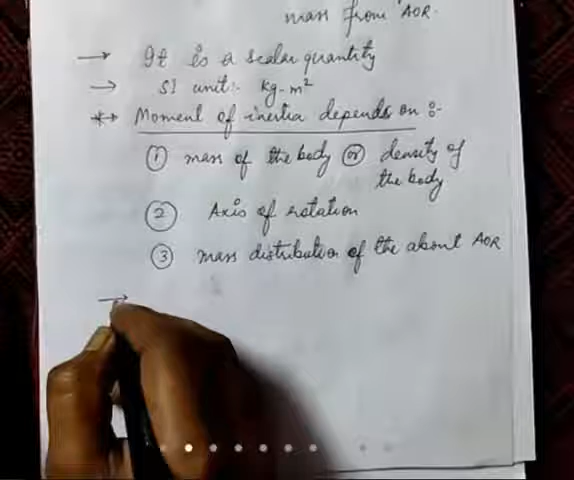 mass from AOR.
→ It is a scalar quantity
→ SI unit:- kg-m²
** Moment of inertia depends on :-
① mass of the body or density of
the body
② Axis of rotation
③ mass distribution of the about AOR
→